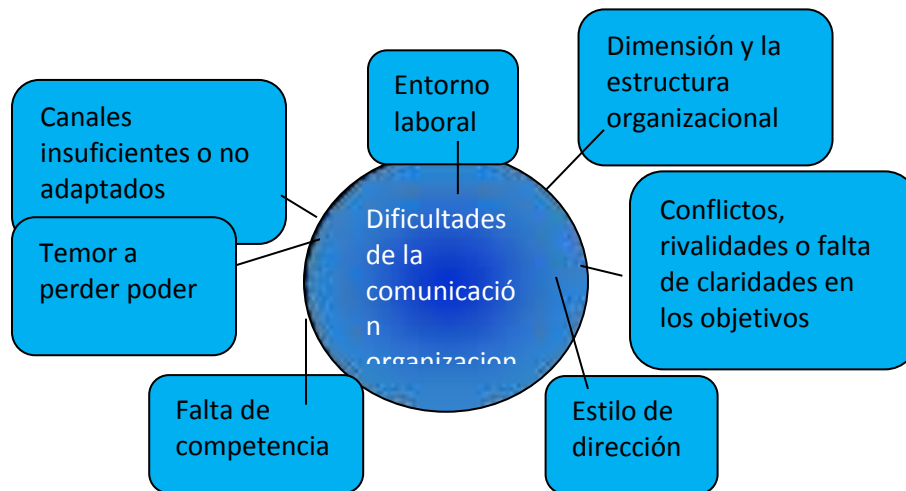 Entorno
laboral
Dimensión y la
estructura
organizacional
Canales
insuficientes o no
adaptados
Temor a
perder poder
Dificultades
de la
comunicació
n
organizacion
Conflictos,
rivalidades o falta
de claridades en
los objetivos
Falta de
competencia
Estilo de
dirección